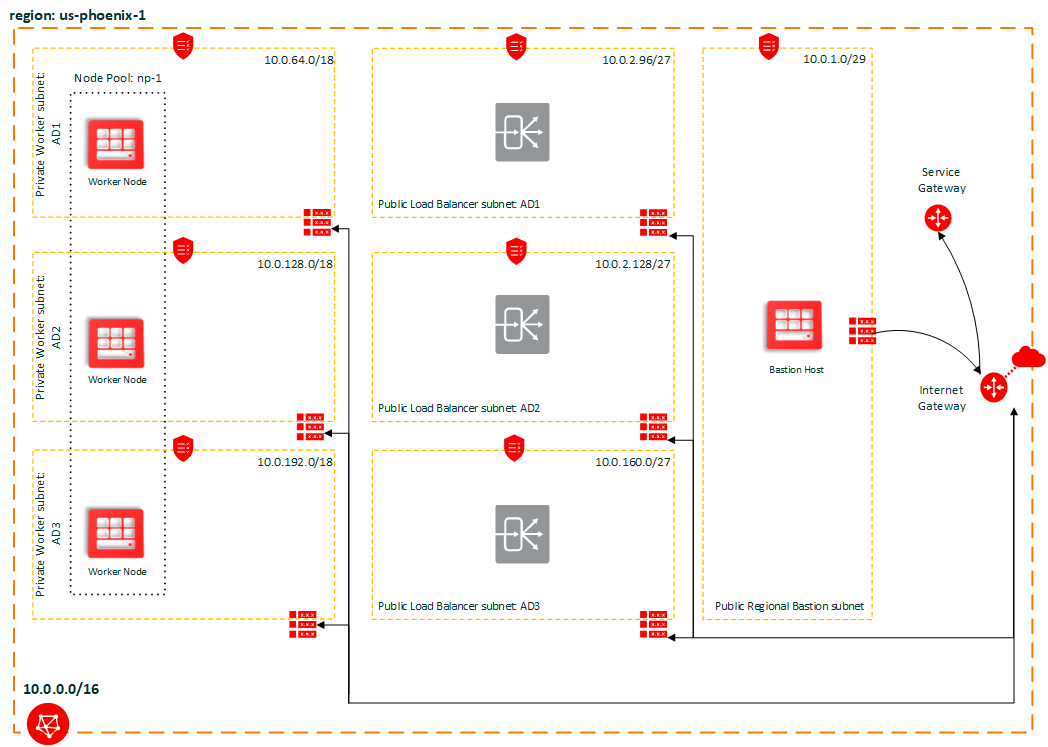 region: us-phoenix-1
10.0.64.0/18
Node Pool: np-1
Private Worker subnet:
AD1
Worker Node
10.0.2.96/27
Public Load Balancer subnet: AD1
10.0.1.0/29
Service
Gateway
10.0.128.0/18
Private Worker subnet:
AD2
Worker Node
10.0.2.128/27
Public Load Balancer subnet: AD2
Bastion Host
Internet
Gateway
10.0.192.0/18
Private Worker subnet:
AD3
Worker Node
10.0.160.0/27
Public Load Balancer subnet: AD3
Public Regional Bastion subnet
10.0.0.0/16